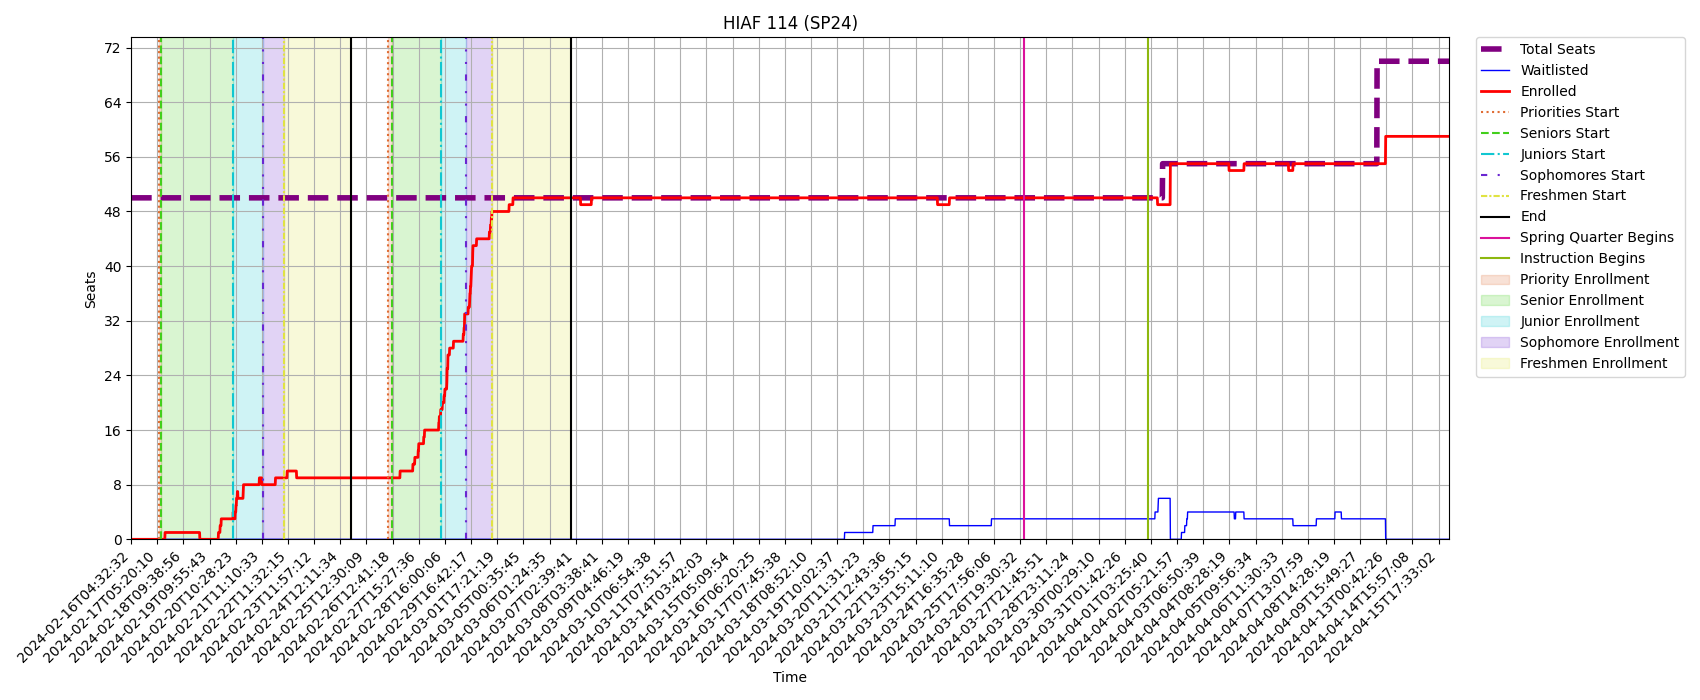 HIAF 114 (SP24)
72
64
56
48
40
32
24
16
8
0
Seats
2024-02-16T04:32:32
2024-02-17T05:20:10
2024-02-18T09:38:56
2024-02-19T09:55:43
2024-02-20T10:28:23
2024-02-21T11:10:33
2024-02-22T11:32:15
2024-02-23T11:57:12
2024-02-24T12:11:34
2024-02-25T12:30:09
2024-02-26T12:41:18
2024-02-27T15:27:36
2024-02-28T16:00:06
2024-02-29T16:42:17
2024-03-01T17:21:19
2024-03-05T00:35:45
2024-03-06T01:24:35
2024-03-07T02:39:41
2024-03-08T03:38:41
2024-03-09T04:46:19
2024-03-10T06:54:38
2024-03-11T07:51:57
2024-03-14T03:42:03
2024-03-15T05:09:54
2024-03-16T06:20:25
2024-03-17T07:45:38
2024-03-18T08:52:10
2024-03-19T10:02:37
2024-03-20T11:31:23
2024-03-21T12:43:36
2024-03-22T13:55:15
2024-03-23T15:11:10
2024-03-24T16:35:28
2024-03-25T17:56:06
2024-03-26T19:30:32
2024-03-27T21:45:51
2024-03-28T23:11:24
2024-03-30T00:29:10
2024-03-31T01:42:26
2024-04-01T03:25:40
2024-04-02T05:21:57
2024-04-03T06:50:39
2024-04-04T08:28:19
2024-04-05T09:56:34
2024-04-06T11:30:33
2024-04-07T13:07:59
2024-04-08T14:28:19
2024-04-09T15:49:27
2024-04-13T00:42:26
2024-04-14T15:57:08
2024-04-15T17:33:02
Time
Total Seats
Waitlisted
Enrolled
Priorities Start
Seniors Start
Juniors Start
Sophomores Start
Freshmen Start
End
Spring Quarter Begins
Instruction Begins
Priority Enrollment
Senior Enrollment
Junior Enrollment
Sophomore Enrollment
Freshmen Enrollment